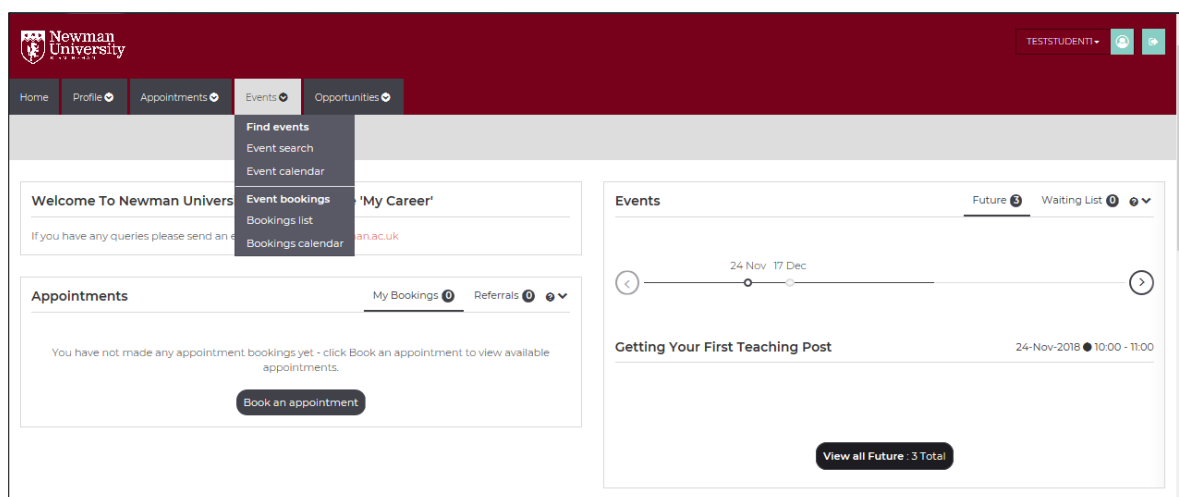 Newman
University
TESTSTUDENT1
Home Profile Appointments Events Opportunities
Find events
Event search
Event calendar
Event bookings
Bookings list
Bookings calendar
Welcome To Newman Univers 'My Career'
If you have any queries please send an e an.ac.uk
Appointments My Bookings 0 Referrals 0
You have not made any appointment bookings yet - click Book an appointment to view available
appointments.
Book an appointment
Events Future 3 Waiting List 0
24 Nov 17 Dec
Getting Your First Teaching Post 24-Nov-2018 10:00 - 11:00
View all Future : 3 Total